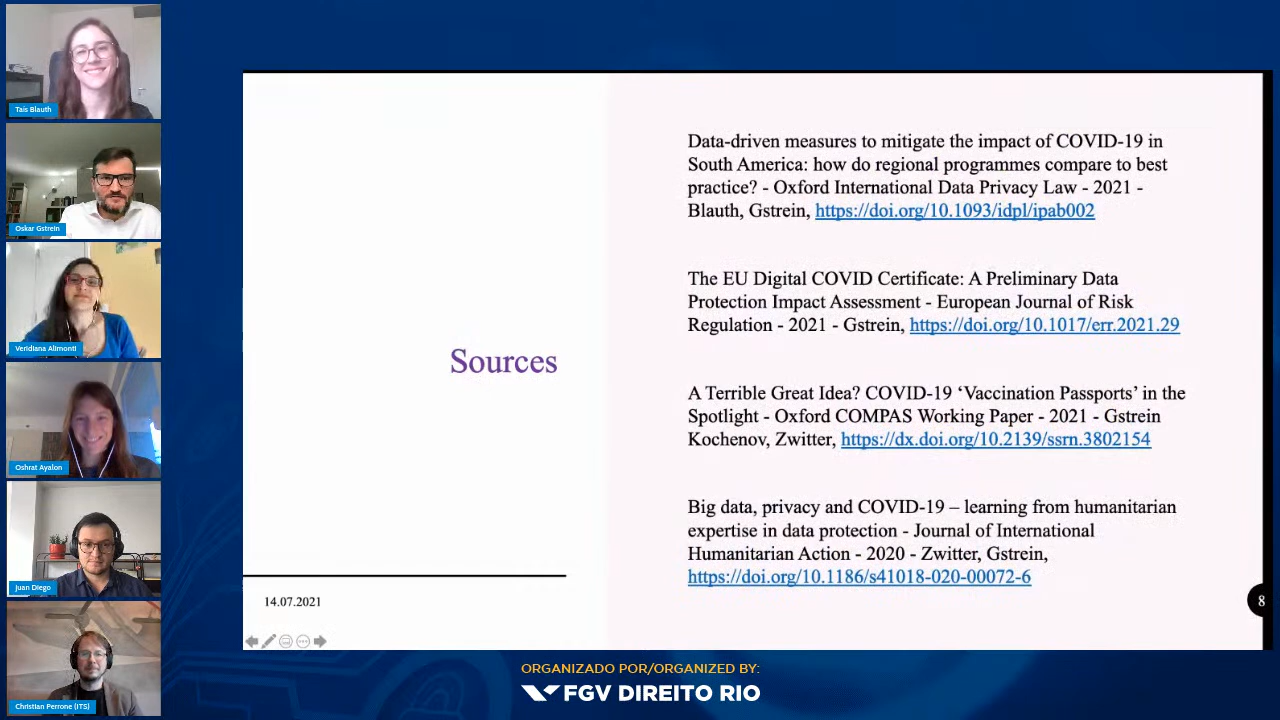 Tais Blauth
Oskar Gstrein
Veridiana Alimonti
Oshrat Ayalon
Juan Diego
Christian Perrone (ITS)
Sources
14.07.2021
Data-driven measures to mitigate the impact of COVID-19 in
South America: how do regional programmes compare to best
practice? - Oxford International Data Privacy Law - 2021 -
Blauth, Gstrein, https://doi.org/10.1093/idpl/ipab002
The EU Digital COVID Certificate: A Preliminary Data
Protection Impact Assessment - European Journal of Risk
Regulation - 2021 - Gstrein, https://doi.org/10.1017/err.2021.29
A Terrible Great Idea? COVID-19 ‘Vaccination Passports’ in the
Spotlight - Oxford COMPAS Working Paper - 2021 - Gstrein
Kochenov, Zwitter, https://dx.doi.org/10.2139/ssrn.3802154
Big data, privacy and COVID-19 – learning from humanitarian
expertise in data protection - Journal of International
Humanitarian Action - 2020 - Zwitter, Gstrein,
https://doi.org/10.1186/s41018-020-00072-6
8
ORGANIZADO POR/ORGANIZED BY:
FGV DIREITO RIO